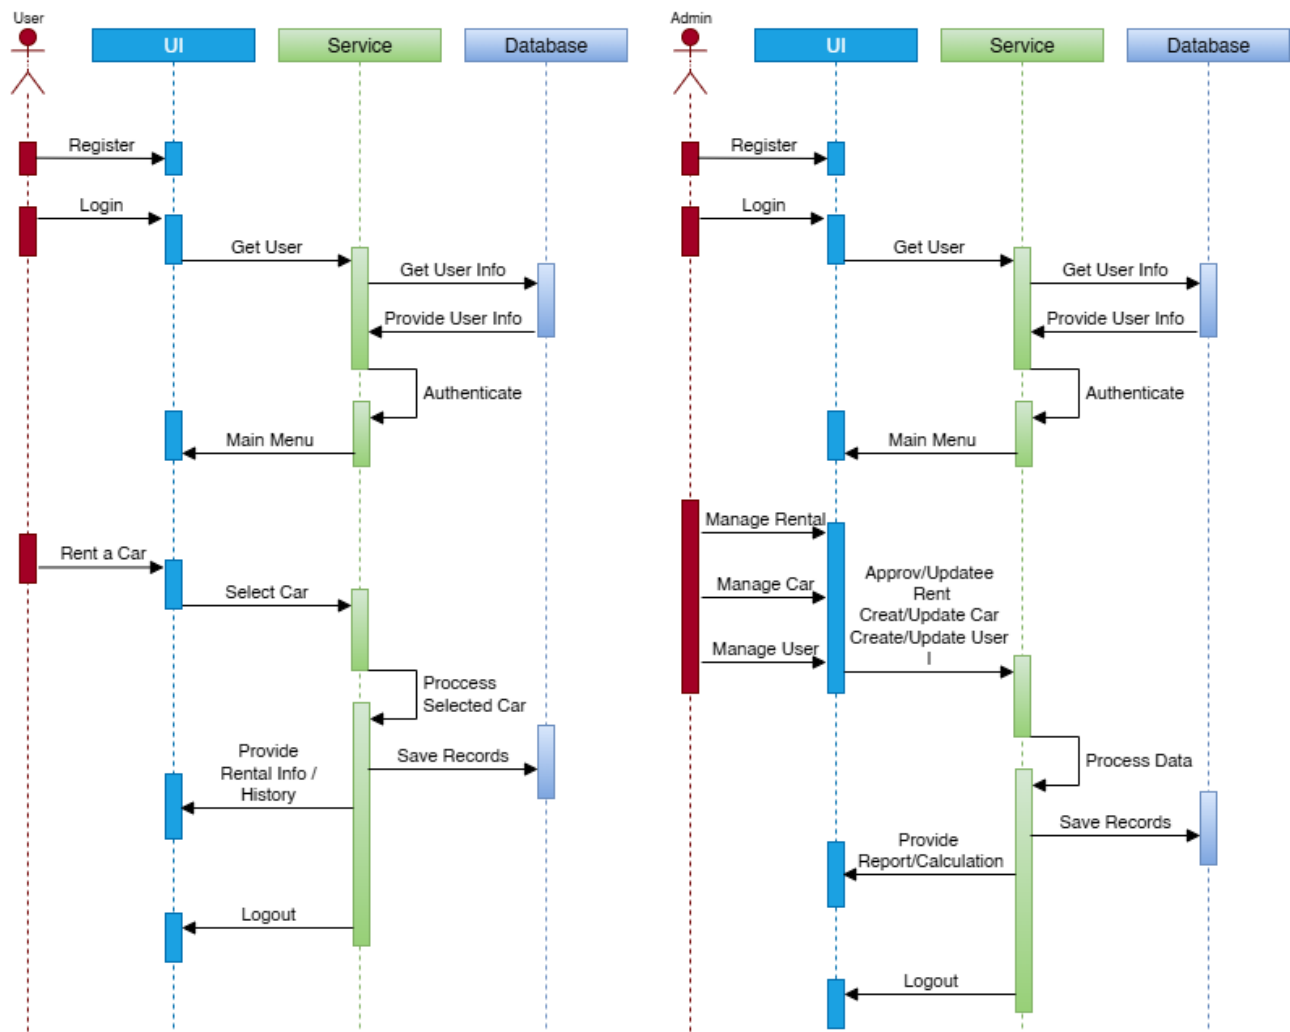 User
UI
Service
Database
Register
Login
Get User
Get User Info
Provide User Info
Authenticate
Main Menu
Rent a Car
Select Car
Proccess
Selected Car
Save Records
Provide
Rental Info /
History
Logout
Admin
UI
Service
Database
Register
Login
Get User
Get User Info
Provide User Info
Authenticate
Main Menu
Manage Rental
Manage Car
Manage User
Approv/Updatee
Rent
Creat/Update Car
Create/Update User
I
Process Data
Save Records
Provide
Report/Calculation
Logout